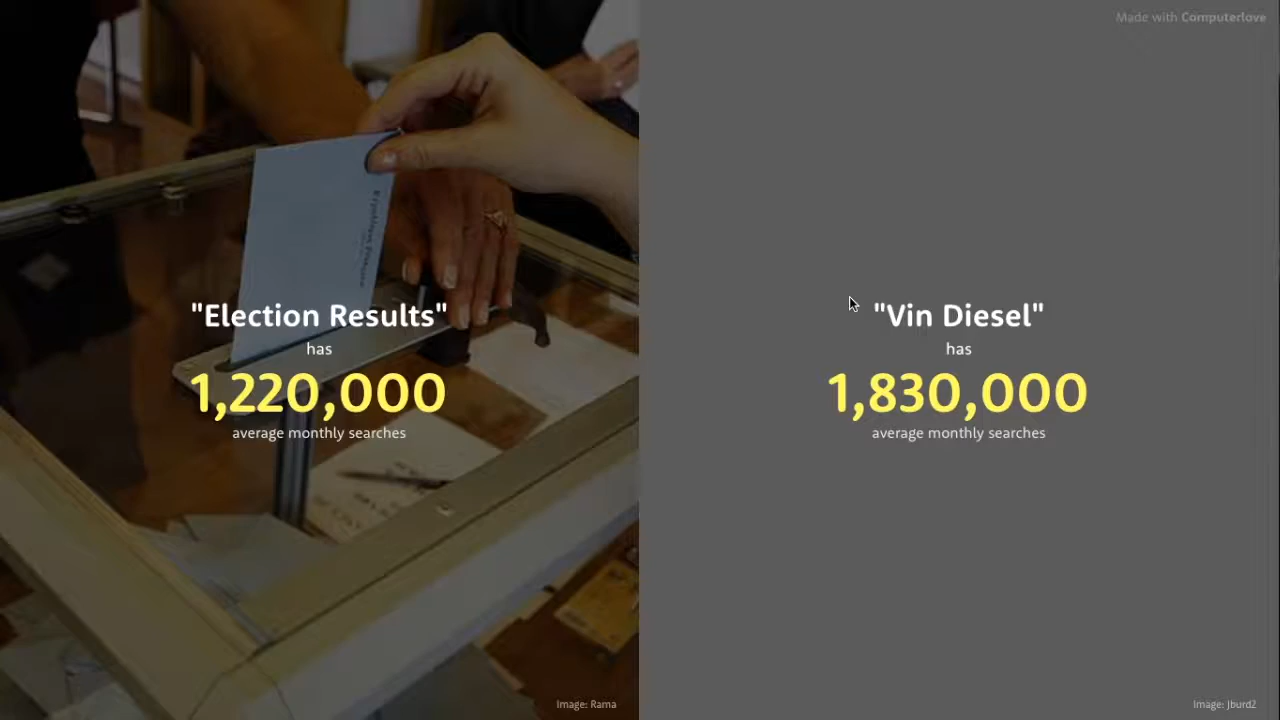 Made with Computerlove
"Election Results"
has
1,220,000
average monthly searches
"Vin Diesel"
has
1,830,000
average monthly searches
Image: Rama
Image: Jburd2